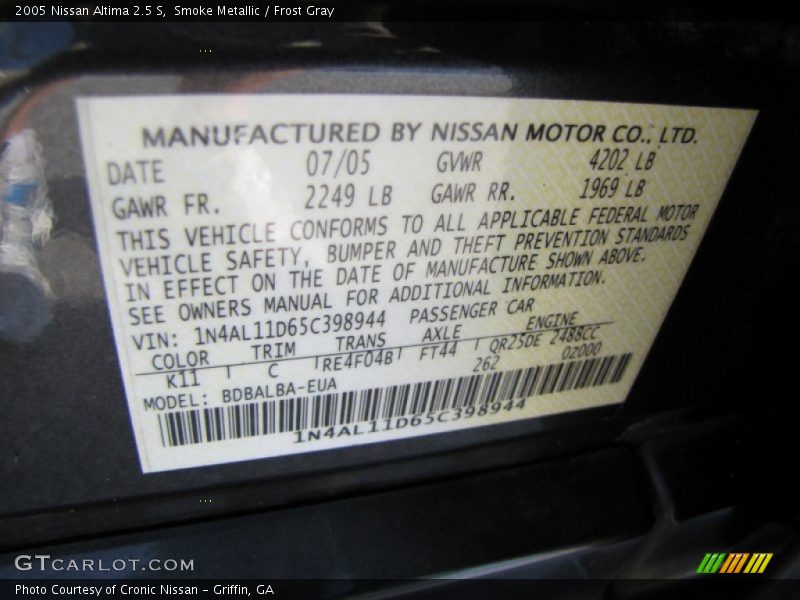 2005 Nissan Altima 2.5 S, Smoke Metallic / Frost Gray
MANUFACTURED BY NISSAN MOTOR CO., LTD.
DATE 07/05 GVWR 4202 LB
GAWR FR. 2249 LB GAWR RR. 1969 LB
THIS VEHICLE CONFORMS TO ALL APPLICABLE FEDERAL MOTOR
VEHICLE SAFETY, BUMPER AND THEFT PREVENTION STANDARDS
IN EFFECT ON THE DATE OF MANUFACTURE SHOWN ABOVE.
SEE OWNERS MANUAL FOR ADDITIONAL INFORMATION.
VIN: 1N4AL11D65C398944 PASSENGER CAR
COLOR TRIM TRANS AXLE ENGINE
K11 C RE4F04B FT44 QR25DE 2488CC
MODEL: BDBALBA-EUA 262 0Z000
1N4AL11D65C398944
GTCARLOT.COM
Photo Courtesy of Cronic Nissan - Griffin, GA